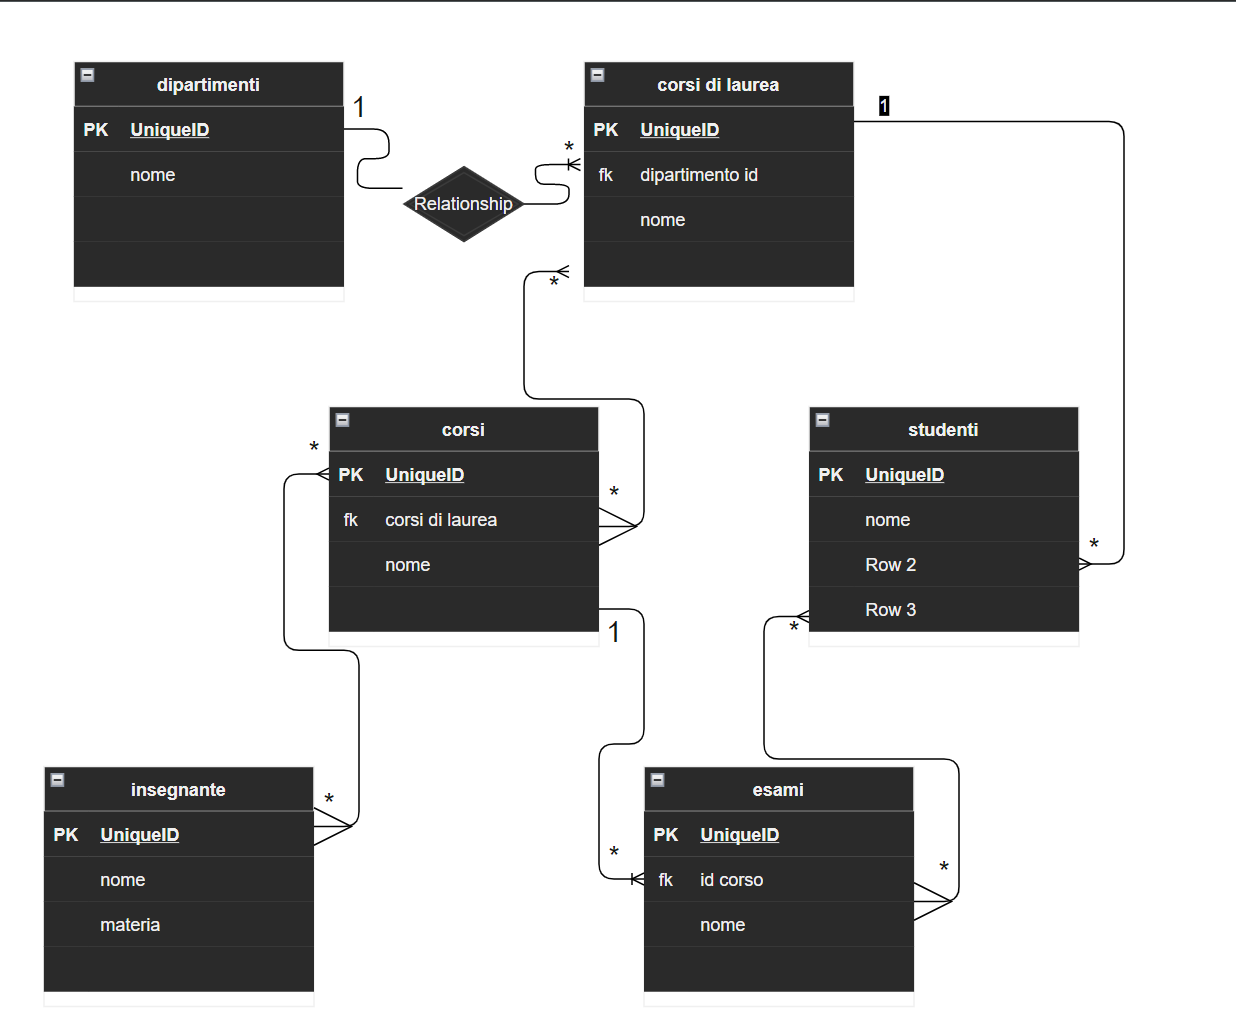 dipartimenti
PK UniqueID
nome
1
Relationship
*
corsi di laurea
PK UniqueID
fk dipartimento id
nome
1
*
corsi
PK UniqueID
fk corsi di laurea
nome
*
*
1
studenti
PK UniqueID
nome
Row 2
Row 3
*
*
insegnante
PK UniqueID
nome
materia
*
esami
PK UniqueID
fk id corso
nome
*
*